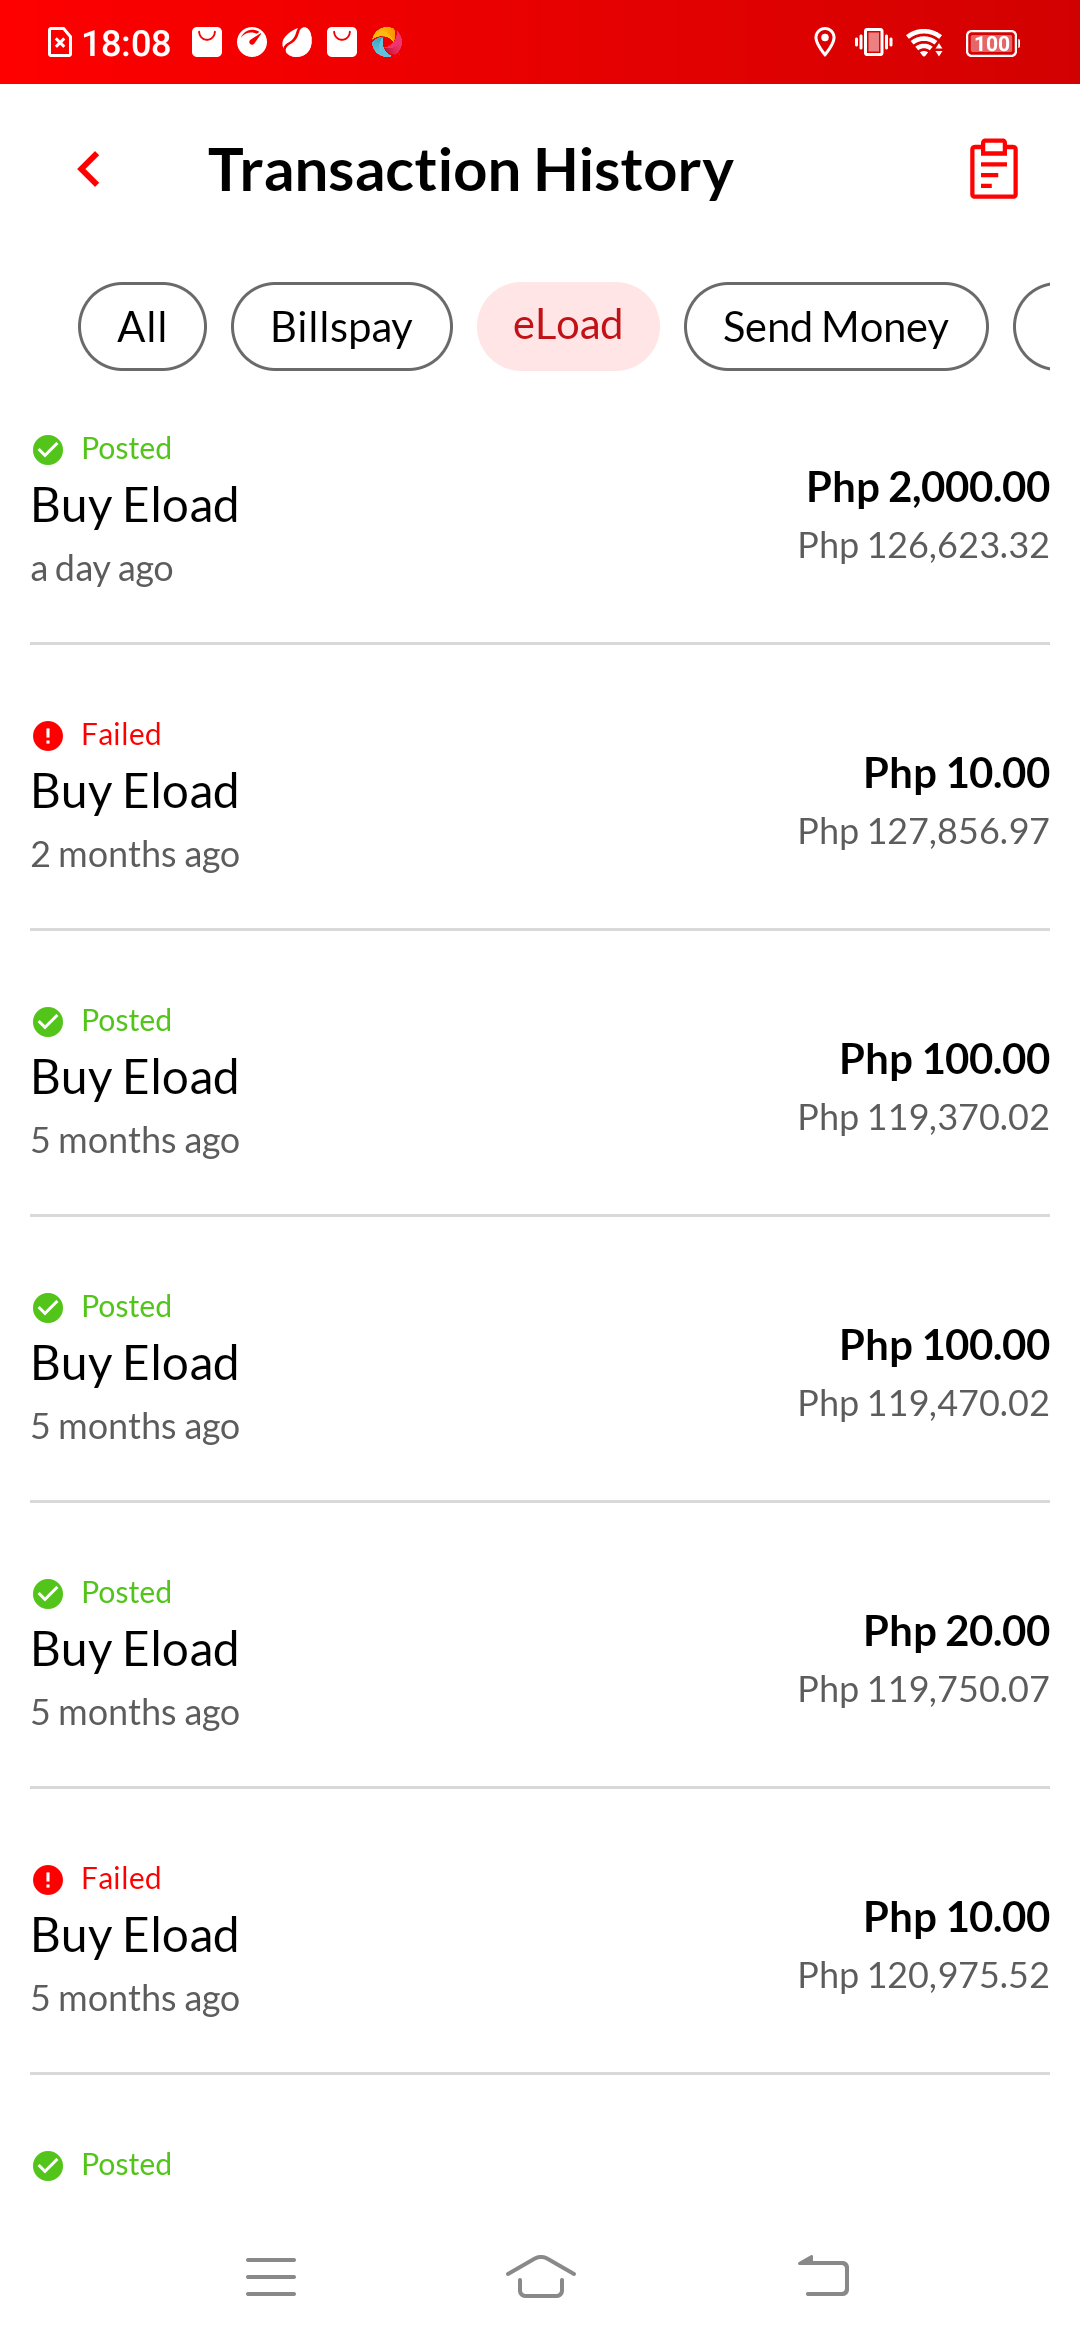 18:08
100
Transaction History
All Billspay eLoad Send Money
Posted
Buy Eload
a day ago
Php 2,000.00
Php 126,623.32
Failed
Buy Eload
2 months ago
Php 10.00
Php 127,856.97
Posted
Buy Eload
5 months ago
Php 100.00
Php 119,370.02
Posted
Buy Eload
5 months ago
Php 100.00
Php 119,470.02
Posted
Buy Eload
5 months ago
Php 20.00
Php 119,750.07
Failed
Buy Eload
5 months ago
Php 10.00
Php 120,975.52
Posted